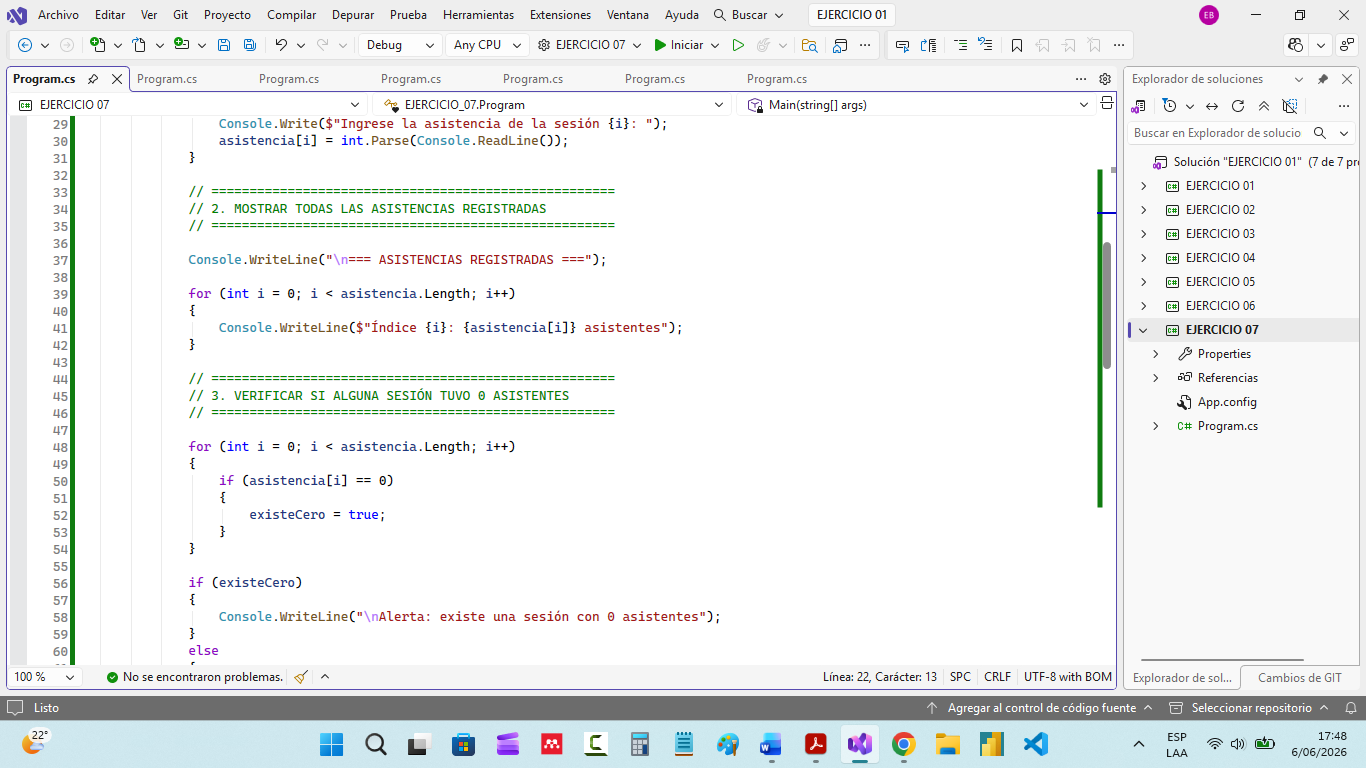 Archivo Editar Ver Git Proyecto Compilar Depurar Prueba Herramientas Extensiones Ventana Ayuda Buscar EJERCICIO 01 EB
Debug Any CPU EJERCICIO 07 Iniciar
Program.cs Program.cs Program.cs Program.cs Program.cs Program.cs Program.cs
EJERCICIO 07 EJERCICIO_07.Program Main(string[] args)
29 Console.Write($"Ingrese la asistencia de la sesión {i}: ");
30 asistencia[i] = int.Parse(Console.ReadLine());
31 }
32
33 // =====================================================
34 // 2. MOSTRAR TODAS LAS ASISTENCIAS REGISTRADAS
35 // =====================================================
36
37 Console.WriteLine("\n=== ASISTENCIAS REGISTRADAS ===");
38
39 for (int i = 0; i < asistencia.Length; i++)
40 {
41 Console.WriteLine($"Índice {i}: {asistencia[i]} asistentes");
42 }
43
44 // =====================================================
45 // 3. VERIFICAR SI ALGUNA SESIÓN TUVO 0 ASISTENTES
46 // =====================================================
47
48 for (int i = 0; i < asistencia.Length; i++)
49 {
50 if (asistencia[i] == 0)
51 {
52 existeCero = true;
53 }
54 }
55
56 if (existeCero)
57 {
58 Console.WriteLine("\nAlerta: existe una sesión con 0 asistentes");
59 }
60 else
100 % No se encontraron problemas. Línea: 22, Carácter: 13 SPC CRLF UTF-8 with BOM
Explorador de soluciones
Buscar en Explorador de solucio
Solución "EJERCICIO 01" (7 de 7 pr
EJERCICIO 01
EJERCICIO 02
EJERCICIO 03
EJERCICIO 04
EJERCICIO 05
EJERCICIO 06
EJERCICIO 07
Properties
Referencias
App.config
C# Program.cs
Explorador de sol... Cambios de GIT
Listo Agregar al control de código fuente Seleccionar repositorio
22° ESP 17:48
LAA 6/06/2026